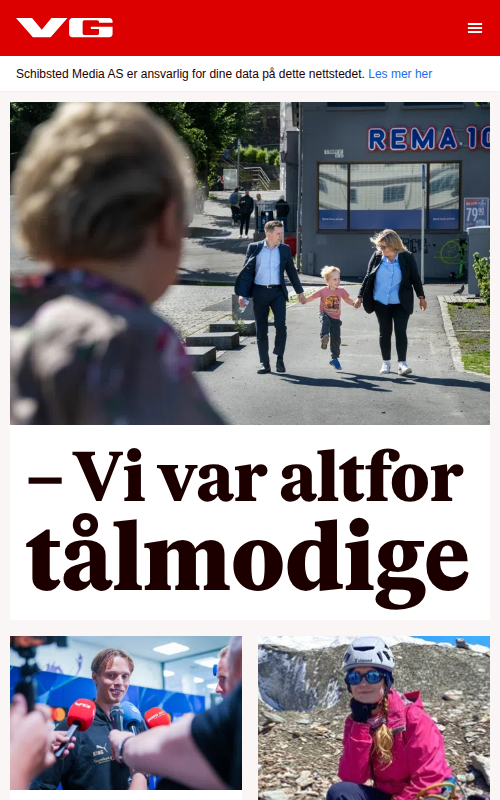 VG
Schibsted Media AS er ansvarlig for dine data på dette nettstedet. Les mer her
REMA 10
79
– Vi var altfor
tålmodige